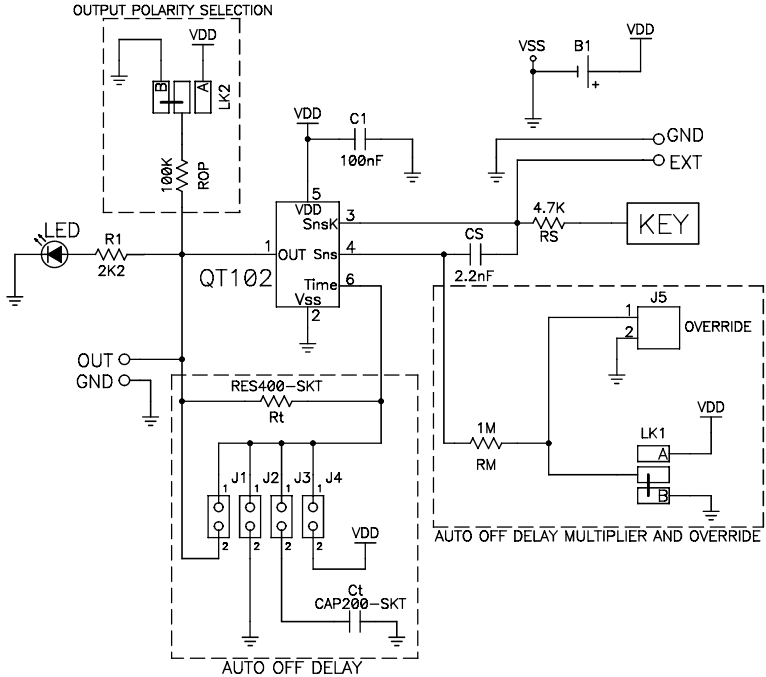 OUTPUT POLARITY SELECTION
VDD
B
A
LK2
100K
ROP
VSS
B1
VDD
+
VDD
C1
100nF
GND
EXT
5
VDD
SnsK
3
4.7K
RS
KEY
LED
R1
2K2
1
OUT
Sns
4
CS
2.2nF
QT102
Time
6
Vss
2
J5
1
2
OVERRIDE
OUT
GND
RES400-SKT
Rt
1M
RM
VDD
LK1
A
B
AUTO OFF DELAY MULTIPLIER AND OVERRIDE
J1
J2
J3
J4
1
1
1
1
2
2
2
2
VDD
Ct
CAP200-SKT
AUTO OFF DELAY